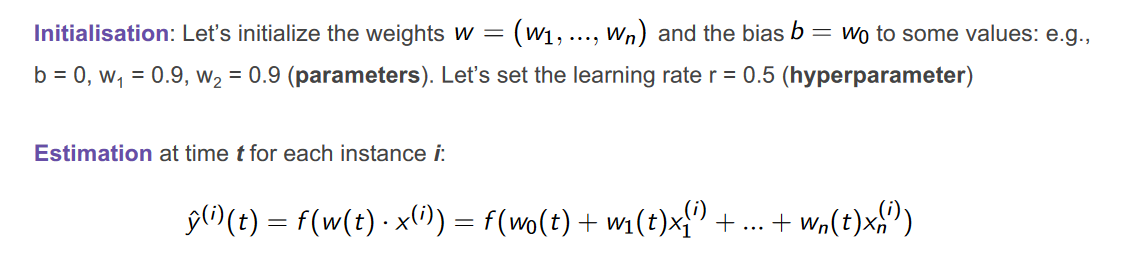 Initialisation: Let's initialize the weights w = (w₁, ..., wₙ) and the bias b = w₀ to some values: e.g.,
b = 0, w₁ = 0.9, w₂ = 0.9 (parameters). Let's set the learning rate r = 0.5 (hyperparameter)
Estimation at time t for each instance i:
ŷ⁽ⁱ⁾(t) = f(w(t) · x⁽ⁱ⁾) = f(w₀(t) + w₁(t)x₁⁽ⁱ⁾ + ... + wₙ(t)xₙ⁽ⁱ⁾)